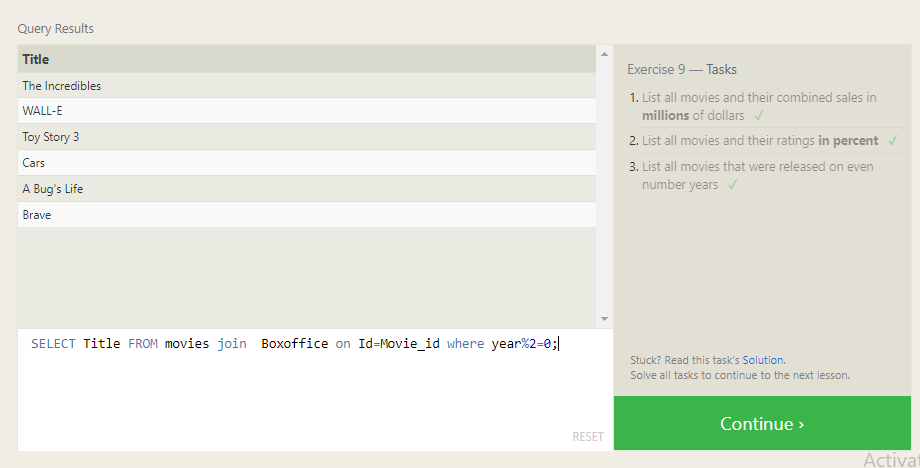 Query Results
Title
The Incredibles
WALL-E
Toy Story 3
Cars
A Bug's Life
Brave
SELECT Title FROM movies join  Boxoffice on Id=Movie_id where year%2=0;
RESET
Exercise 9 — Tasks
1. List all movies and their combined sales in
millions of dollars ✓
2. List all movies and their ratings in percent ✓
3. List all movies that were released on even
number years ✓
Stuck? Read this task's Solution.
Solve all tasks to continue to the next lesson.
Continue ›